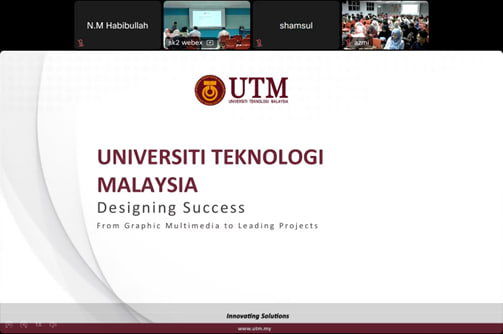 N.M Habibullah
sk2 webex
shamsul
azmi
UTM
UNIVERSITI TEKNOLOGI MALAYSIA
UNIVERSITI TEKNOLOGI
MALAYSIA
Designing Success
From Graphic Multimedia to Leading Projects
Innovating Solutions
www.utm.my